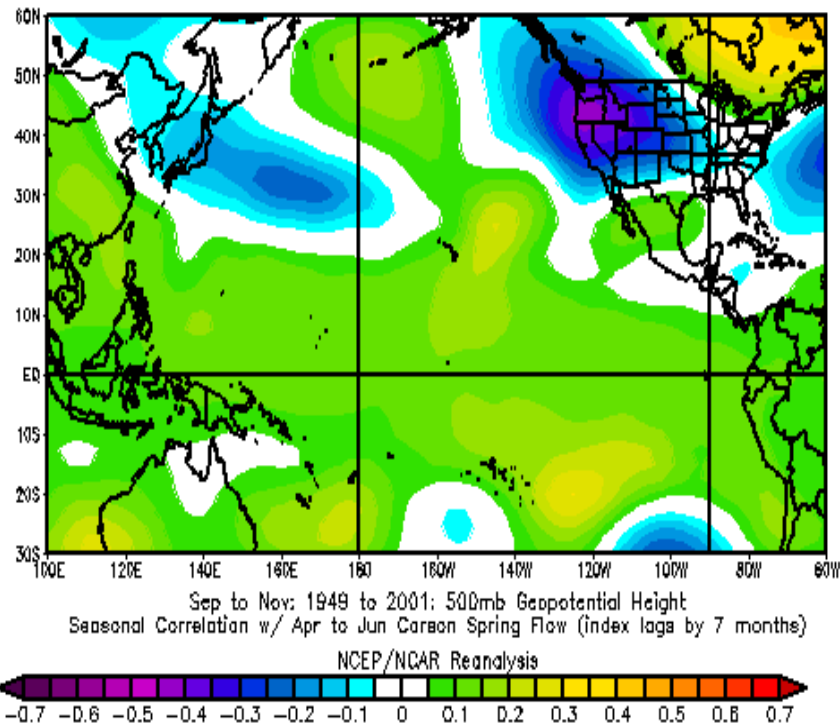 60N
50N
40N
30N
20N
10N
EQ
10S
20S
30S
100E 120E 140E 160E 180 160W 140W 120W 100W 80W 60W
Sep to Nov: 1949 to 2001: 500mb Geopotential Height
Seasonal Correlation w/ Apr to Jun Carson Spring Flow (index lags by 7 months)
NCEP/NCAR Reanalysis
-0.7 -0.6 -0.5 -0.4 -0.3 -0.2 -0.1 0 0.1 0.2 0.3 0.4 0.5 0.6 0.7